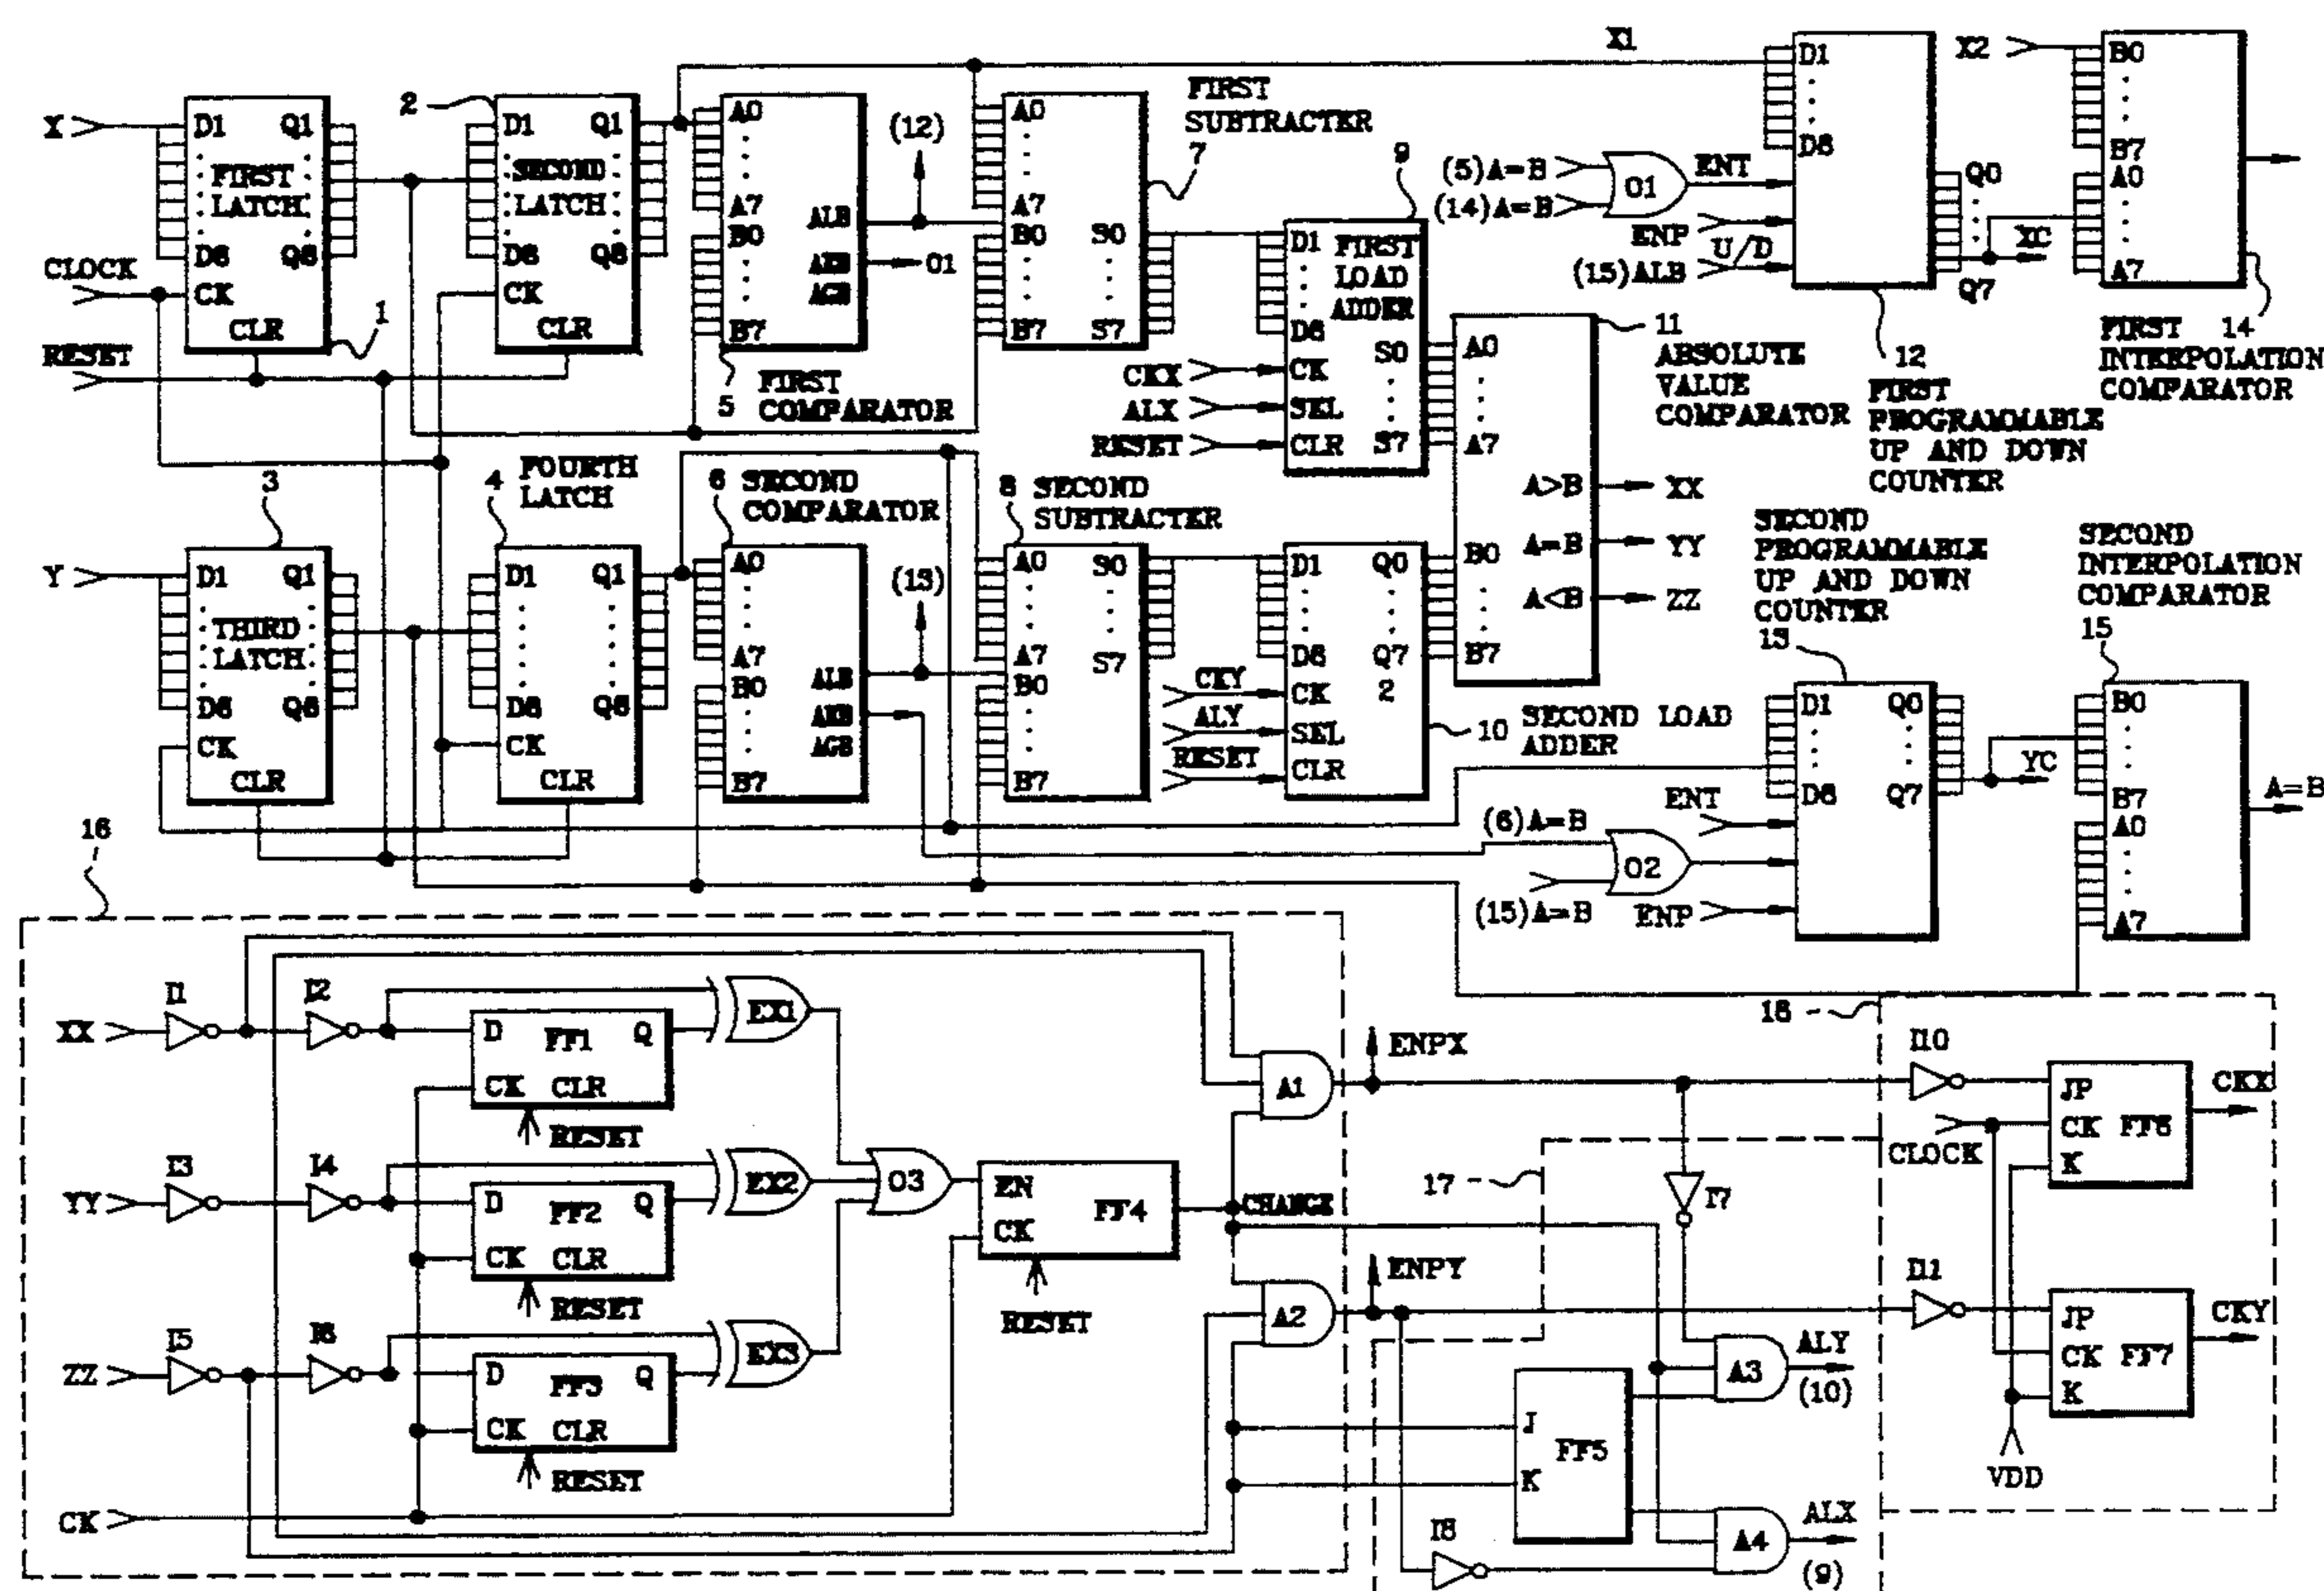 X
D1 Q1
FIRST
LATCH
D8 Q8
CLOCK
CK
CLR
1
RESET
2
D1 Q1
SECOND
LATCH
D8 Q8
CK
CLR
A0
A7
B0
B7
ALB
AEB
AGB
(12)
O1
5
FIRST
COMPARATOR
A0
A7
B0
B7
S0
S7
FIRST
SUBTRACTER
7
9
D1
FIRST
LOAD
ADDER
D8
S0
S7
CK
SEL
CLR
CKX
ALX
RESET
A0
A7
B0
B7
A>B
A=B
A<B
XX
YY
ZZ
11
ABSOLUTE
VALUE
COMPARATOR
X1
(5)A=B
(14)A=B
O1
ENT
ENP
U/D
(15)ALB
D1
D8
Q0
Q7
XC
12
FIRST
PROGRAMMABLE
UP AND DOWN
COUNTER
X2
B0
B7
A0
A7
FIRST 14
INTERPOLATION
COMPARATOR
3
Y
D1 Q1
THIRD
LATCH
D8 Q8
CK
CLR
4 FOURTH
LATCH
D1 Q1
D8 Q8
CK
CLR
6 SECOND
COMPARATOR
A0
A7
B0
B7
ALB
AEB
AGB
(13)
8 SECOND
SUBTRACTER
A0
A7
B0
B7
S0
S7
D1 Q0
D8 Q7
2
CK
SEL
CLR
CKY
ALY
RESET
10 SECOND LOAD
ADDER
SECOND
PROGRAMMABLE
UP AND DOWN
COUNTER
13
D1 Q0
D8 Q7
YC
ENT
(6)A=B
O2
(15)A=B
ENP
SECOND
INTERPOLATION
COMPARATOR
15
B0
B7
A0
A7
A=B
16
XX
I1
I2
D FF1 Q
CK CLR
RESET
EX1
YY
I3
I4
D FF2 Q
CK CLR
RESET
EX2
ZZ
I5
I6
D FF3 Q
CK CLR
RESET
EX3
CK
O3
EN
CK
FF4
RESET
CHANGE
A1
ENPX
A2
ENPY
17
I7
J
K
FF5
I8
A3
ALY
(10)
A4
ALX
(9)
18
I10
JP
CK FF6
K
CKX
CLOCK
I11
JP
CK FF7
K
CKY
VDD